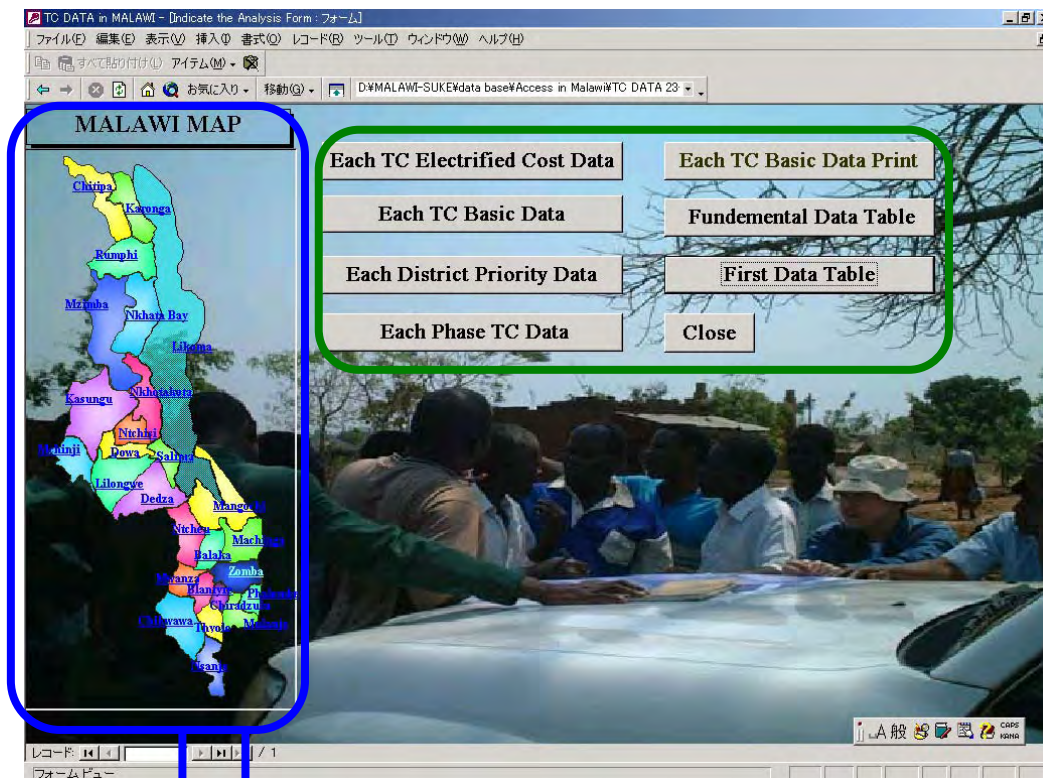 TC DATA in MALAWI - [Indicate the Analysis Form : フォーム]
ファイル(F) 編集(E) 表示(V) 挿入(I) 書式(O) レコード(R) ツール(T) ウィンドウ(W) ヘルプ(H)
すべて貼り付け(L) アイテム(M)
お気に入り 移動(G) D:¥MALAWI-SUKE¥data base¥Access in Malawi¥TC DATA 23-
MALAWI MAP
Each TC Electrified Cost Data Each TC Basic Data Print
Each TC Basic Data Fundemental Data Table
Each District Priority Data First Data Table
Each Phase TC Data Close
Chitipa
Karonga
Rumphi
Mzimba
Nkhata Bay
Likoma
Nkhatakota
Kasungu
Ntchisi
Mchinji
Dowa
Salima
Lilongwe
Dedza
Mangochi
Ntcheu
Machinga
Balaka
Zomba
Mwanza
Blantyre
Phalombe
Chiradzulu
Chikwawa
Thyolo
Mulanje
Nsanje
A 般 CAPS
KANA
レコード: / 1
フォーム ビュー